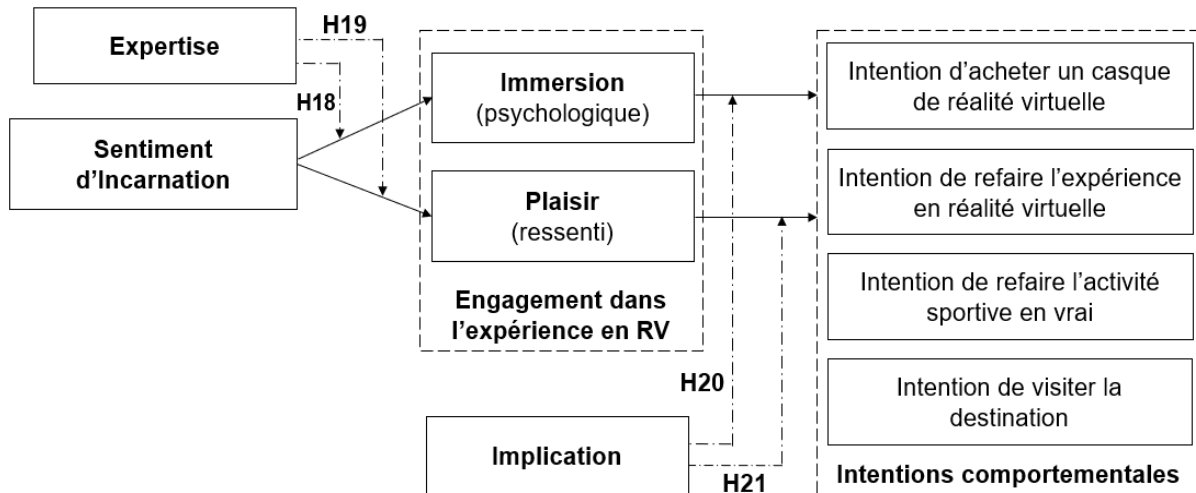 Expertise
H19
H18
Sentiment
d'Incarnation
Immersion
(psychologique)
Plaisir
(ressenti)
Engagement dans
l'expérience en RV
H20
Implication
H21
Intention d'acheter un casque
de réalité virtuelle
Intention de refaire l'expérience
en réalité virtuelle
Intention de refaire l'activité
sportive en vrai
Intention de visiter la
destination
Intentions comportementales